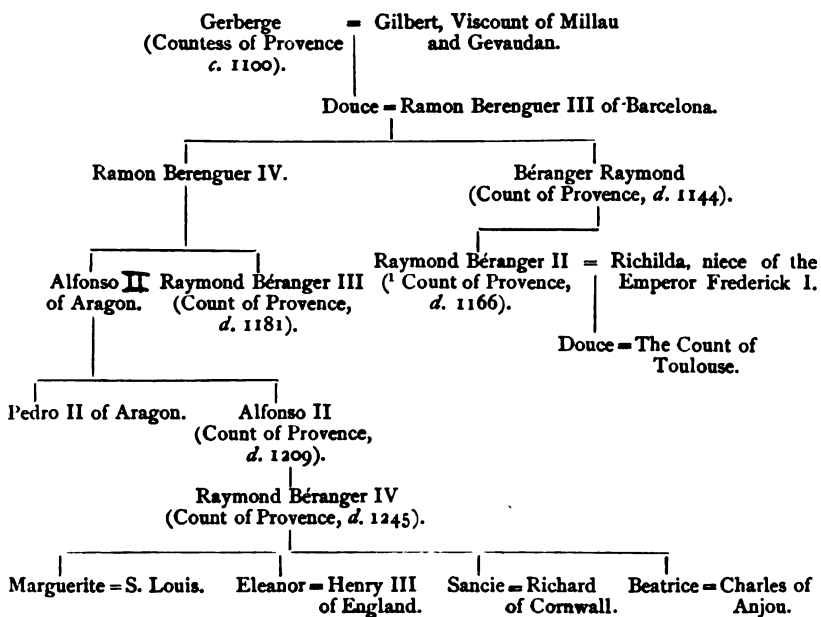 Gerberge = Gilbert, Viscount of Millau
(Countess of Provence and Gevaudan.
c. 1100).
Douce = Ramon Berenguer III of Barcelona.
Ramon Berenguer IV. Béranger Raymond
(Count of Provence, d. 1144).
Alfonso II Raymond Béranger III Raymond Béranger II = Richilda, niece of the
of Aragon. (Count of Provence, (¹ Count of Provence, Emperor Frederick I.
d. 1181). d. 1166).
Douce = The Count of
Toulouse.
Pedro II of Aragon. Alfonso II
(Count of Provence,
d. 1209).
Raymond Béranger IV
(Count of Provence, d. 1245).
Marguerite = S. Louis. Eleanor = Henry III Sancie = Richard Beatrice = Charles of
of England. of Cornwall. Anjou.